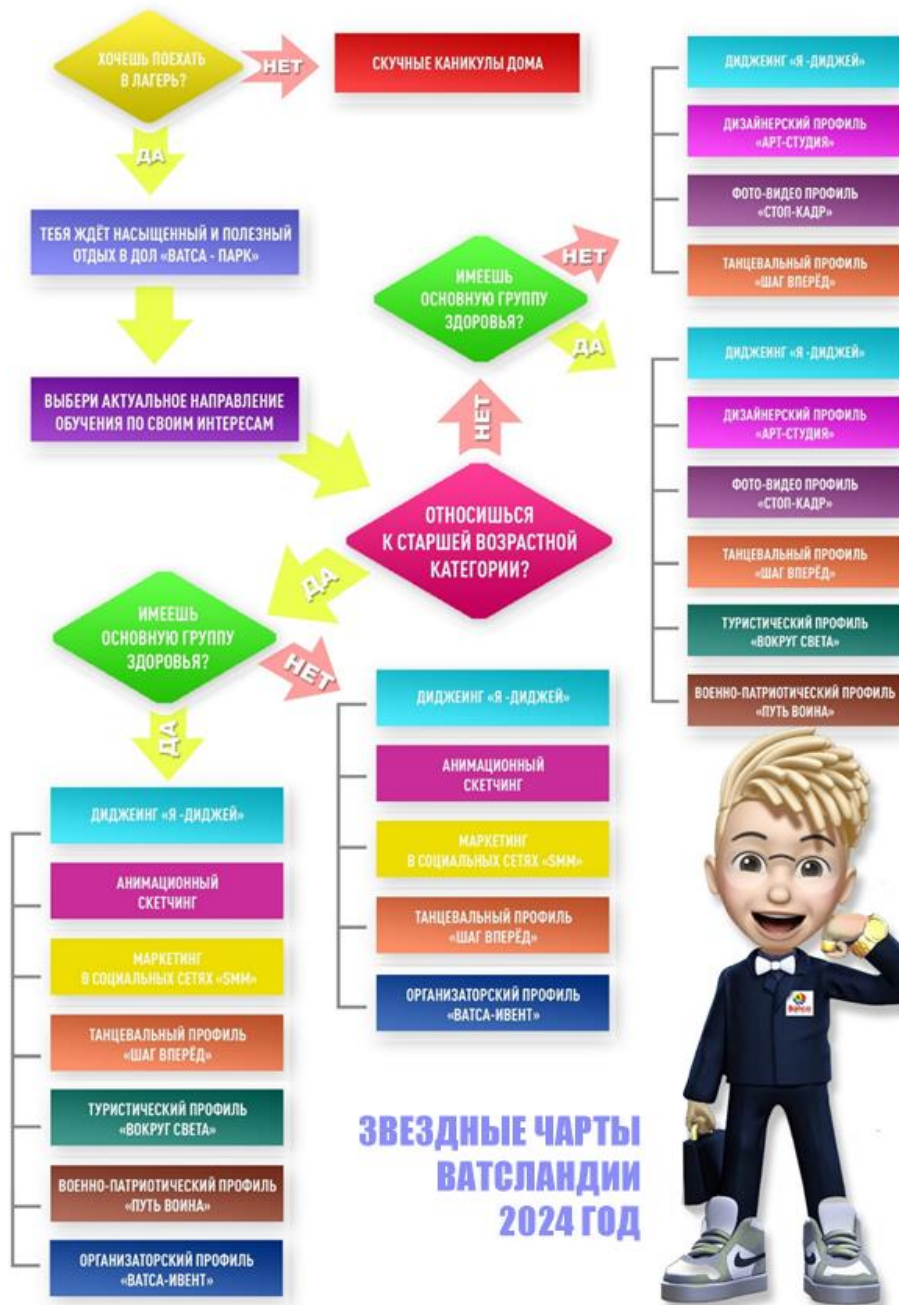 ХОЧЕШЬ ПОЕХАТЬ
В ЛАГЕРЬ?
НЕТ
СКУЧНЫЕ КАНИКУЛЫ ДОМА
ДА
ТЕБЯ ЖДЁТ НАСЫЩЕННЫЙ И ПОЛЕЗНЫЙ
ОТДЫХ В ДОЛ «ВАТСА - ПАРК»
ВЫБЕРИ АКТУАЛЬНОЕ НАПРАВЛЕНИЕ
ОБУЧЕНИЯ ПО СВОИМ ИНТЕРЕСАМ
ОТНОСИШЬСЯ
К СТАРШЕЙ ВОЗРАСТНОЙ
КАТЕГОРИИ?
НЕТ
ИМЕЕШЬ
ОСНОВНУЮ ГРУППУ
ЗДОРОВЬЯ?
НЕТ
ДИДЖЕИНГ «Я -ДИДЖЕЙ»
ДИЗАЙНЕРСКИЙ ПРОФИЛЬ
«АРТ-СТУДИЯ»
ФОТО-ВИДЕО ПРОФИЛЬ
«СТОП-КАДР»
ТАНЦЕВАЛЬНЫЙ ПРОФИЛЬ
«ШАГ ВПЕРЁД»
ДА
ДИДЖЕИНГ «Я -ДИДЖЕЙ»
ДИЗАЙНЕРСКИЙ ПРОФИЛЬ
«АРТ-СТУДИЯ»
ФОТО-ВИДЕО ПРОФИЛЬ
«СТОП-КАДР»
ТАНЦЕВАЛЬНЫЙ ПРОФИЛЬ
«ШАГ ВПЕРЁД»
ТУРИСТИЧЕСКИЙ ПРОФИЛЬ
«ВОКРУГ СВЕТА»
ВОЕННО-ПАТРИОТИЧЕСКИЙ ПРОФИЛЬ
«ПУТЬ ВОИНА»
ДА
ИМЕЕШЬ
ОСНОВНУЮ ГРУППУ
ЗДОРОВЬЯ?
НЕТ
ДИДЖЕИНГ «Я -ДИДЖЕЙ»
АНИМАЦИОННЫЙ
СКЕТЧИНГ
МАРКЕТИНГ
В СОЦИАЛЬНЫХ СЕТЯХ «SMM»
ТАНЦЕВАЛЬНЫЙ ПРОФИЛЬ
«ШАГ ВПЕРЁД»
ОРГАНИЗАТОРСКИЙ ПРОФИЛЬ
«ВАТСА-ИВЕНТ»
ДА
ДИДЖЕИНГ «Я -ДИДЖЕЙ»
АНИМАЦИОННЫЙ
СКЕТЧИНГ
МАРКЕТИНГ
В СОЦИАЛЬНЫХ СЕТЯХ «SMM»
ТАНЦЕВАЛЬНЫЙ ПРОФИЛЬ
«ШАГ ВПЕРЁД»
ТУРИСТИЧЕСКИЙ ПРОФИЛЬ
«ВОКРУГ СВЕТА»
ВОЕННО-ПАТРИОТИЧЕСКИЙ ПРОФИЛЬ
«ПУТЬ ВОИНА»
ОРГАНИЗАТОРСКИЙ ПРОФИЛЬ
«ВАТСА-ИВЕНТ»
Ватса
ЗВЕЗДНЫЕ ЧАРТЫ
ВАТСЛАНДИИ
2024 ГОД